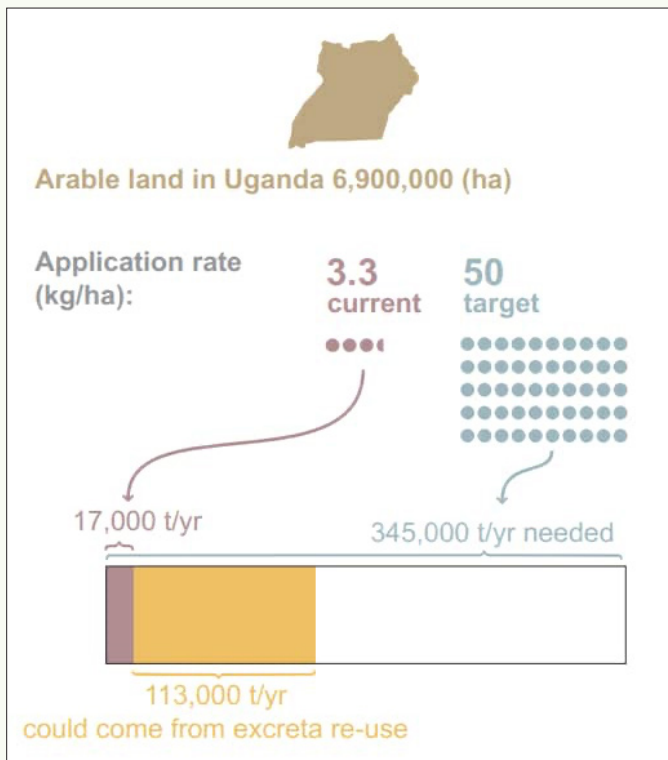 Arable land in Uganda 6,900,000 (ha)
Application rate
(kg/ha):
3.3
current
50
target
17,000 t/yr
345,000 t/yr needed
113,000 t/yr
could come from excreta re-use